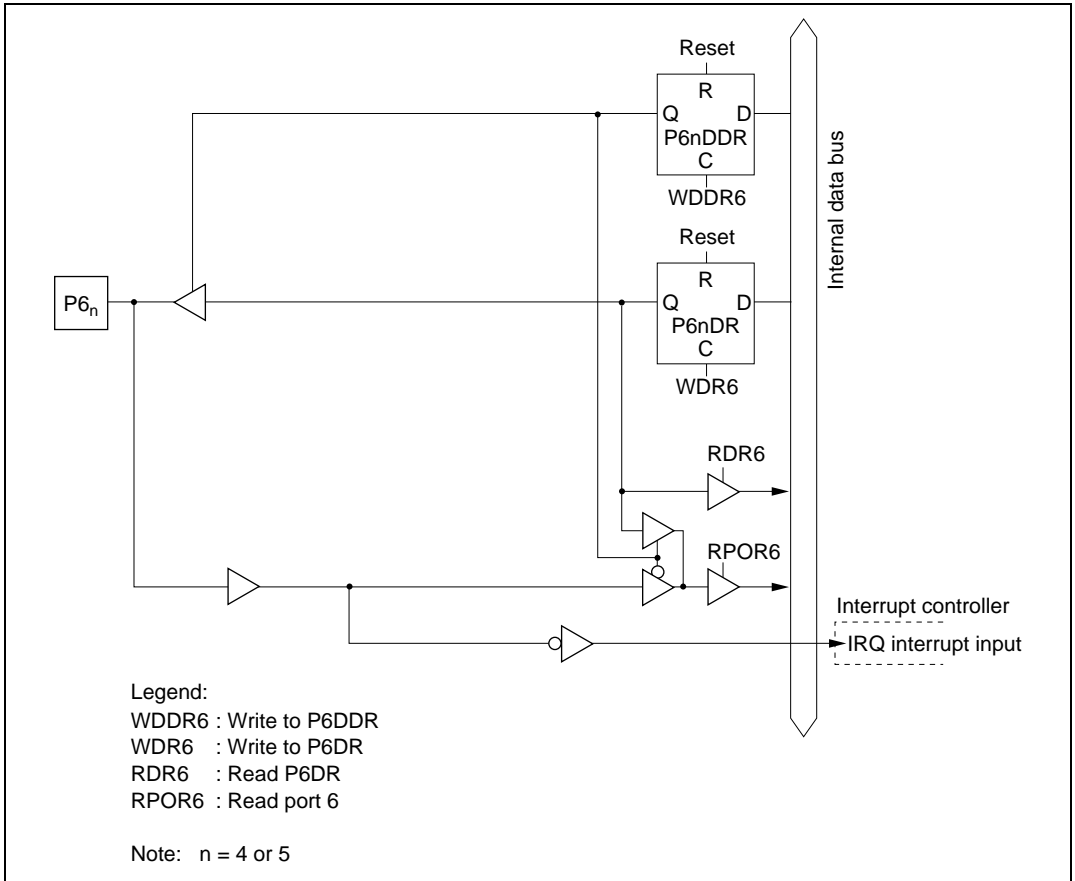 Reset
R
Q D
P6nDDR
C
WDDR6
Internal data bus
Reset
R
P6n
Q D
P6nDR
C
WDR6
RDR6
RPOR6
Interrupt controller
IRQ interrupt input
Legend:
WDDR6 : Write to P6DDR
WDR6 : Write to P6DR
RDR6 : Read P6DR
RPOR6 : Read port 6
Note: n = 4 or 5